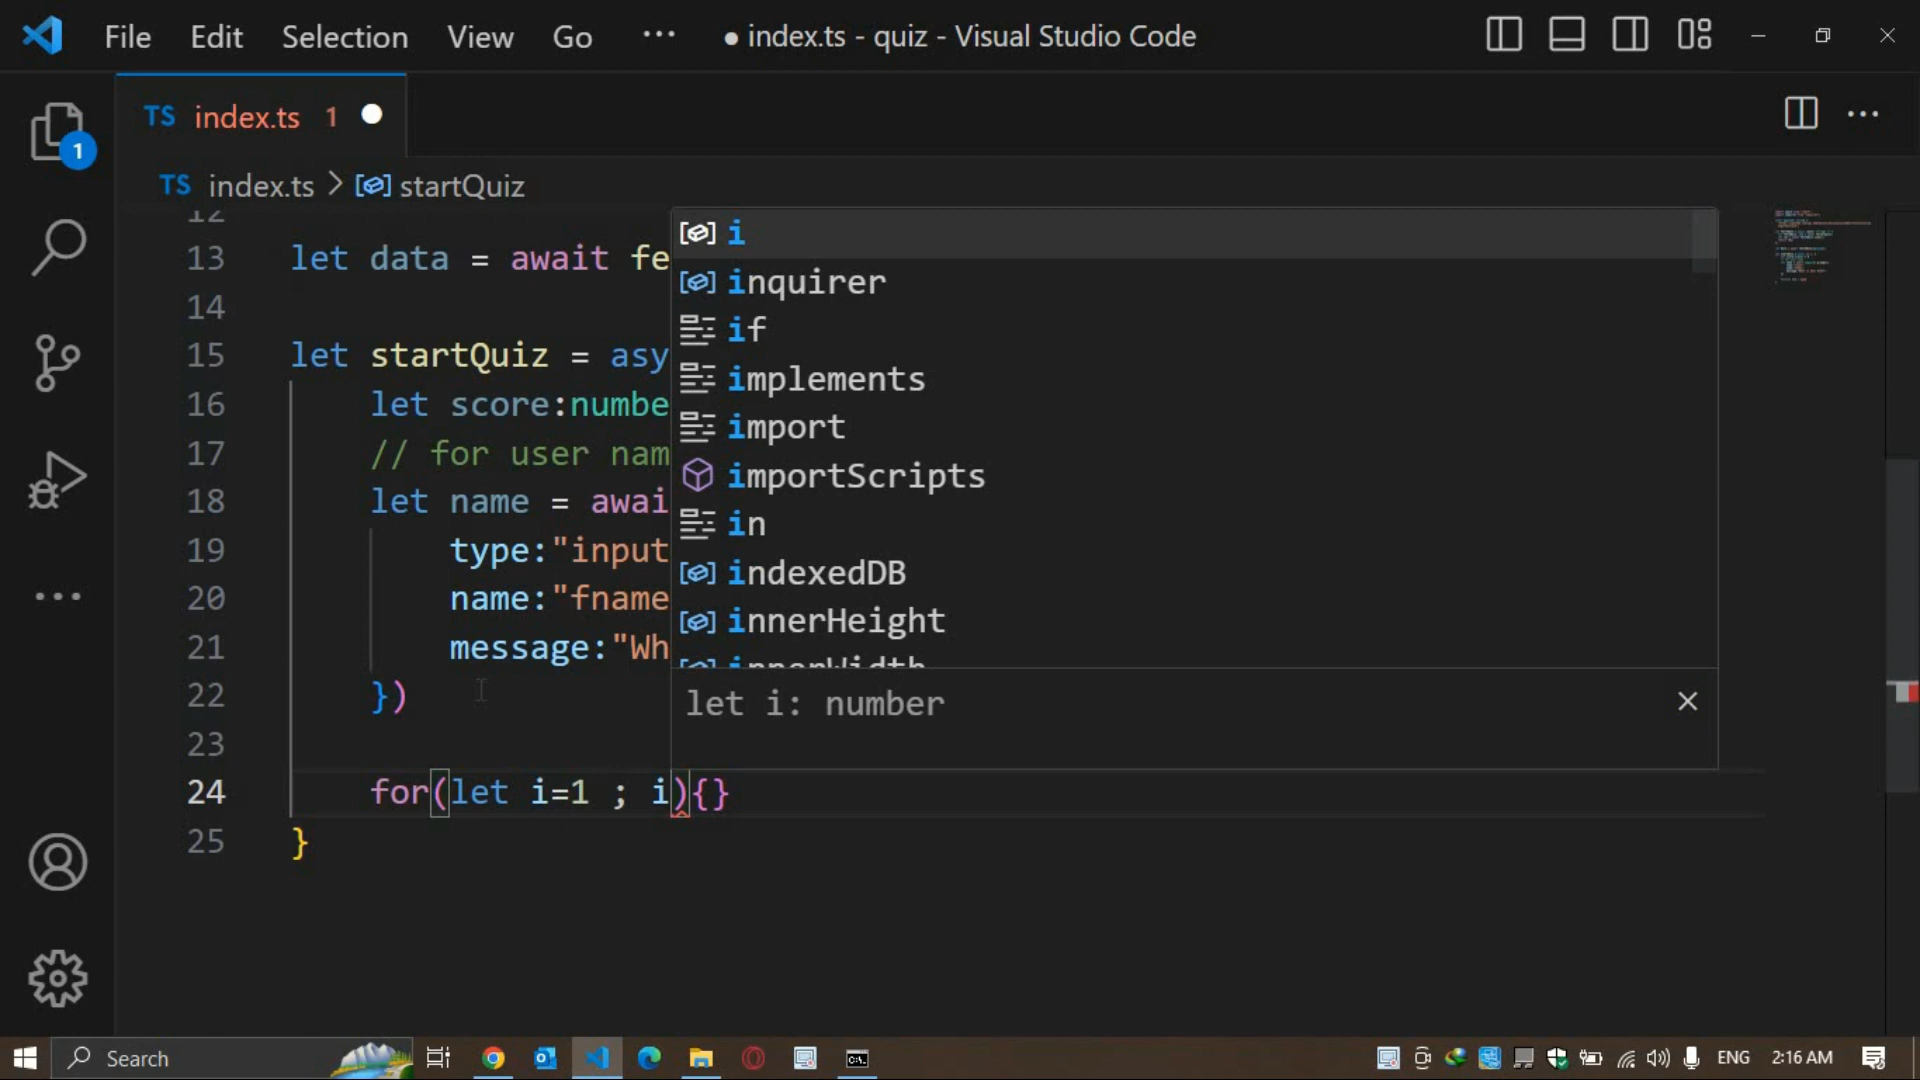 File Edit Selection View Go ··· ● index.ts - quiz - Visual Studio Code
TS index.ts 1
TS index.ts > startQuiz
1
12
13 let data = await fe
14
15 let startQuiz = asy
16 let score:numbe
17 // for user nam
18 let name = awai
19 type:"input
20 name:"fname
21 message:"Wh
22 })
23
24 for(let i=1 ; i){}
25 }
i
inquirer
if
implements
import
importScripts
in
indexedDB
innerHeight
innerWidth
let i: number
Search
ENG 2:16 AM